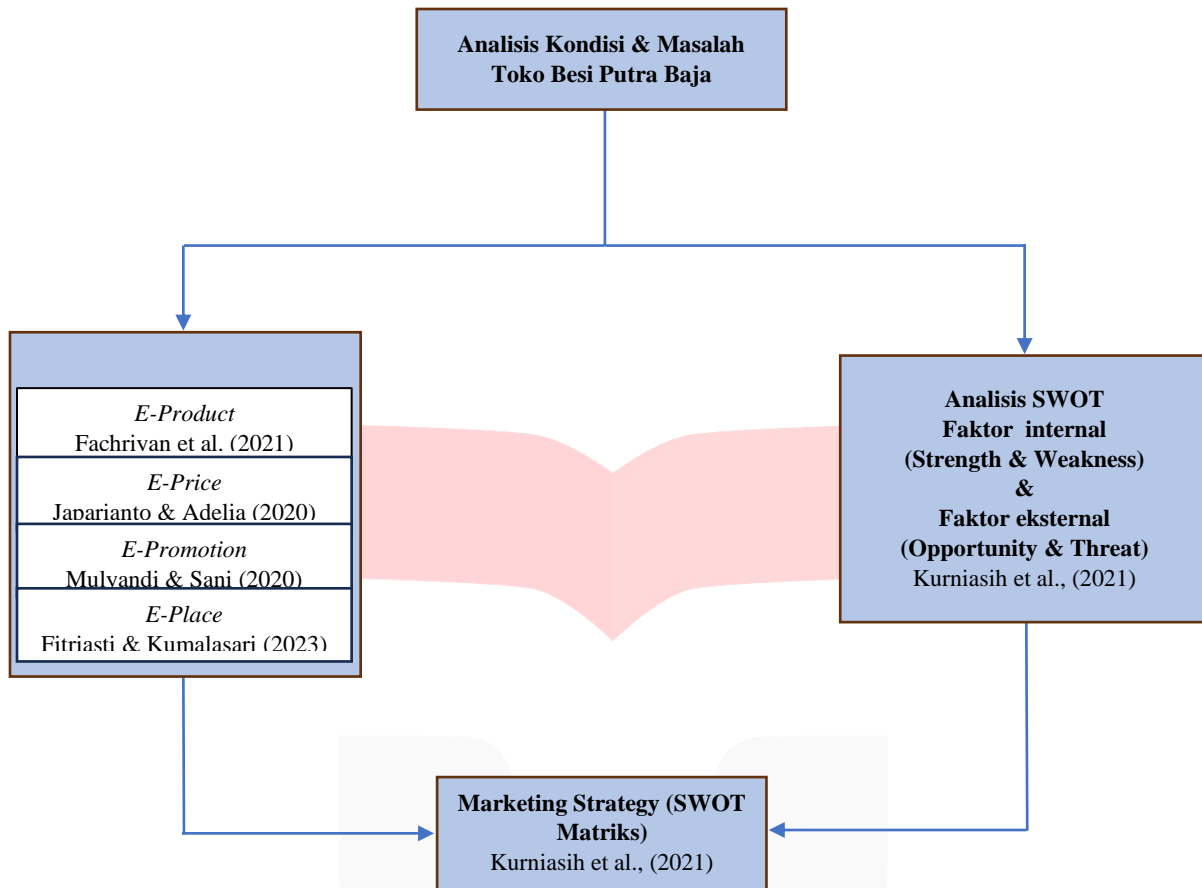 Analisis Kondisi & Masalah
Toko Besi Putra Baja
E-Product
Fachrivan et al. (2021)
E-Price
Japarianto & Adelia (2020)
E-Promotion
Mulyandi & Sani (2020)
E-Place
Fitriasti & Kumalasari (2023)
Analisis SWOT
Faktor internal
(Strength & Weakness)
&
Faktor eksternal
(Opportunity & Threat)
Kurniasih et al., (2021)
Marketing Strategy (SWOT
Matriks)
Kurniasih et al., (2021)